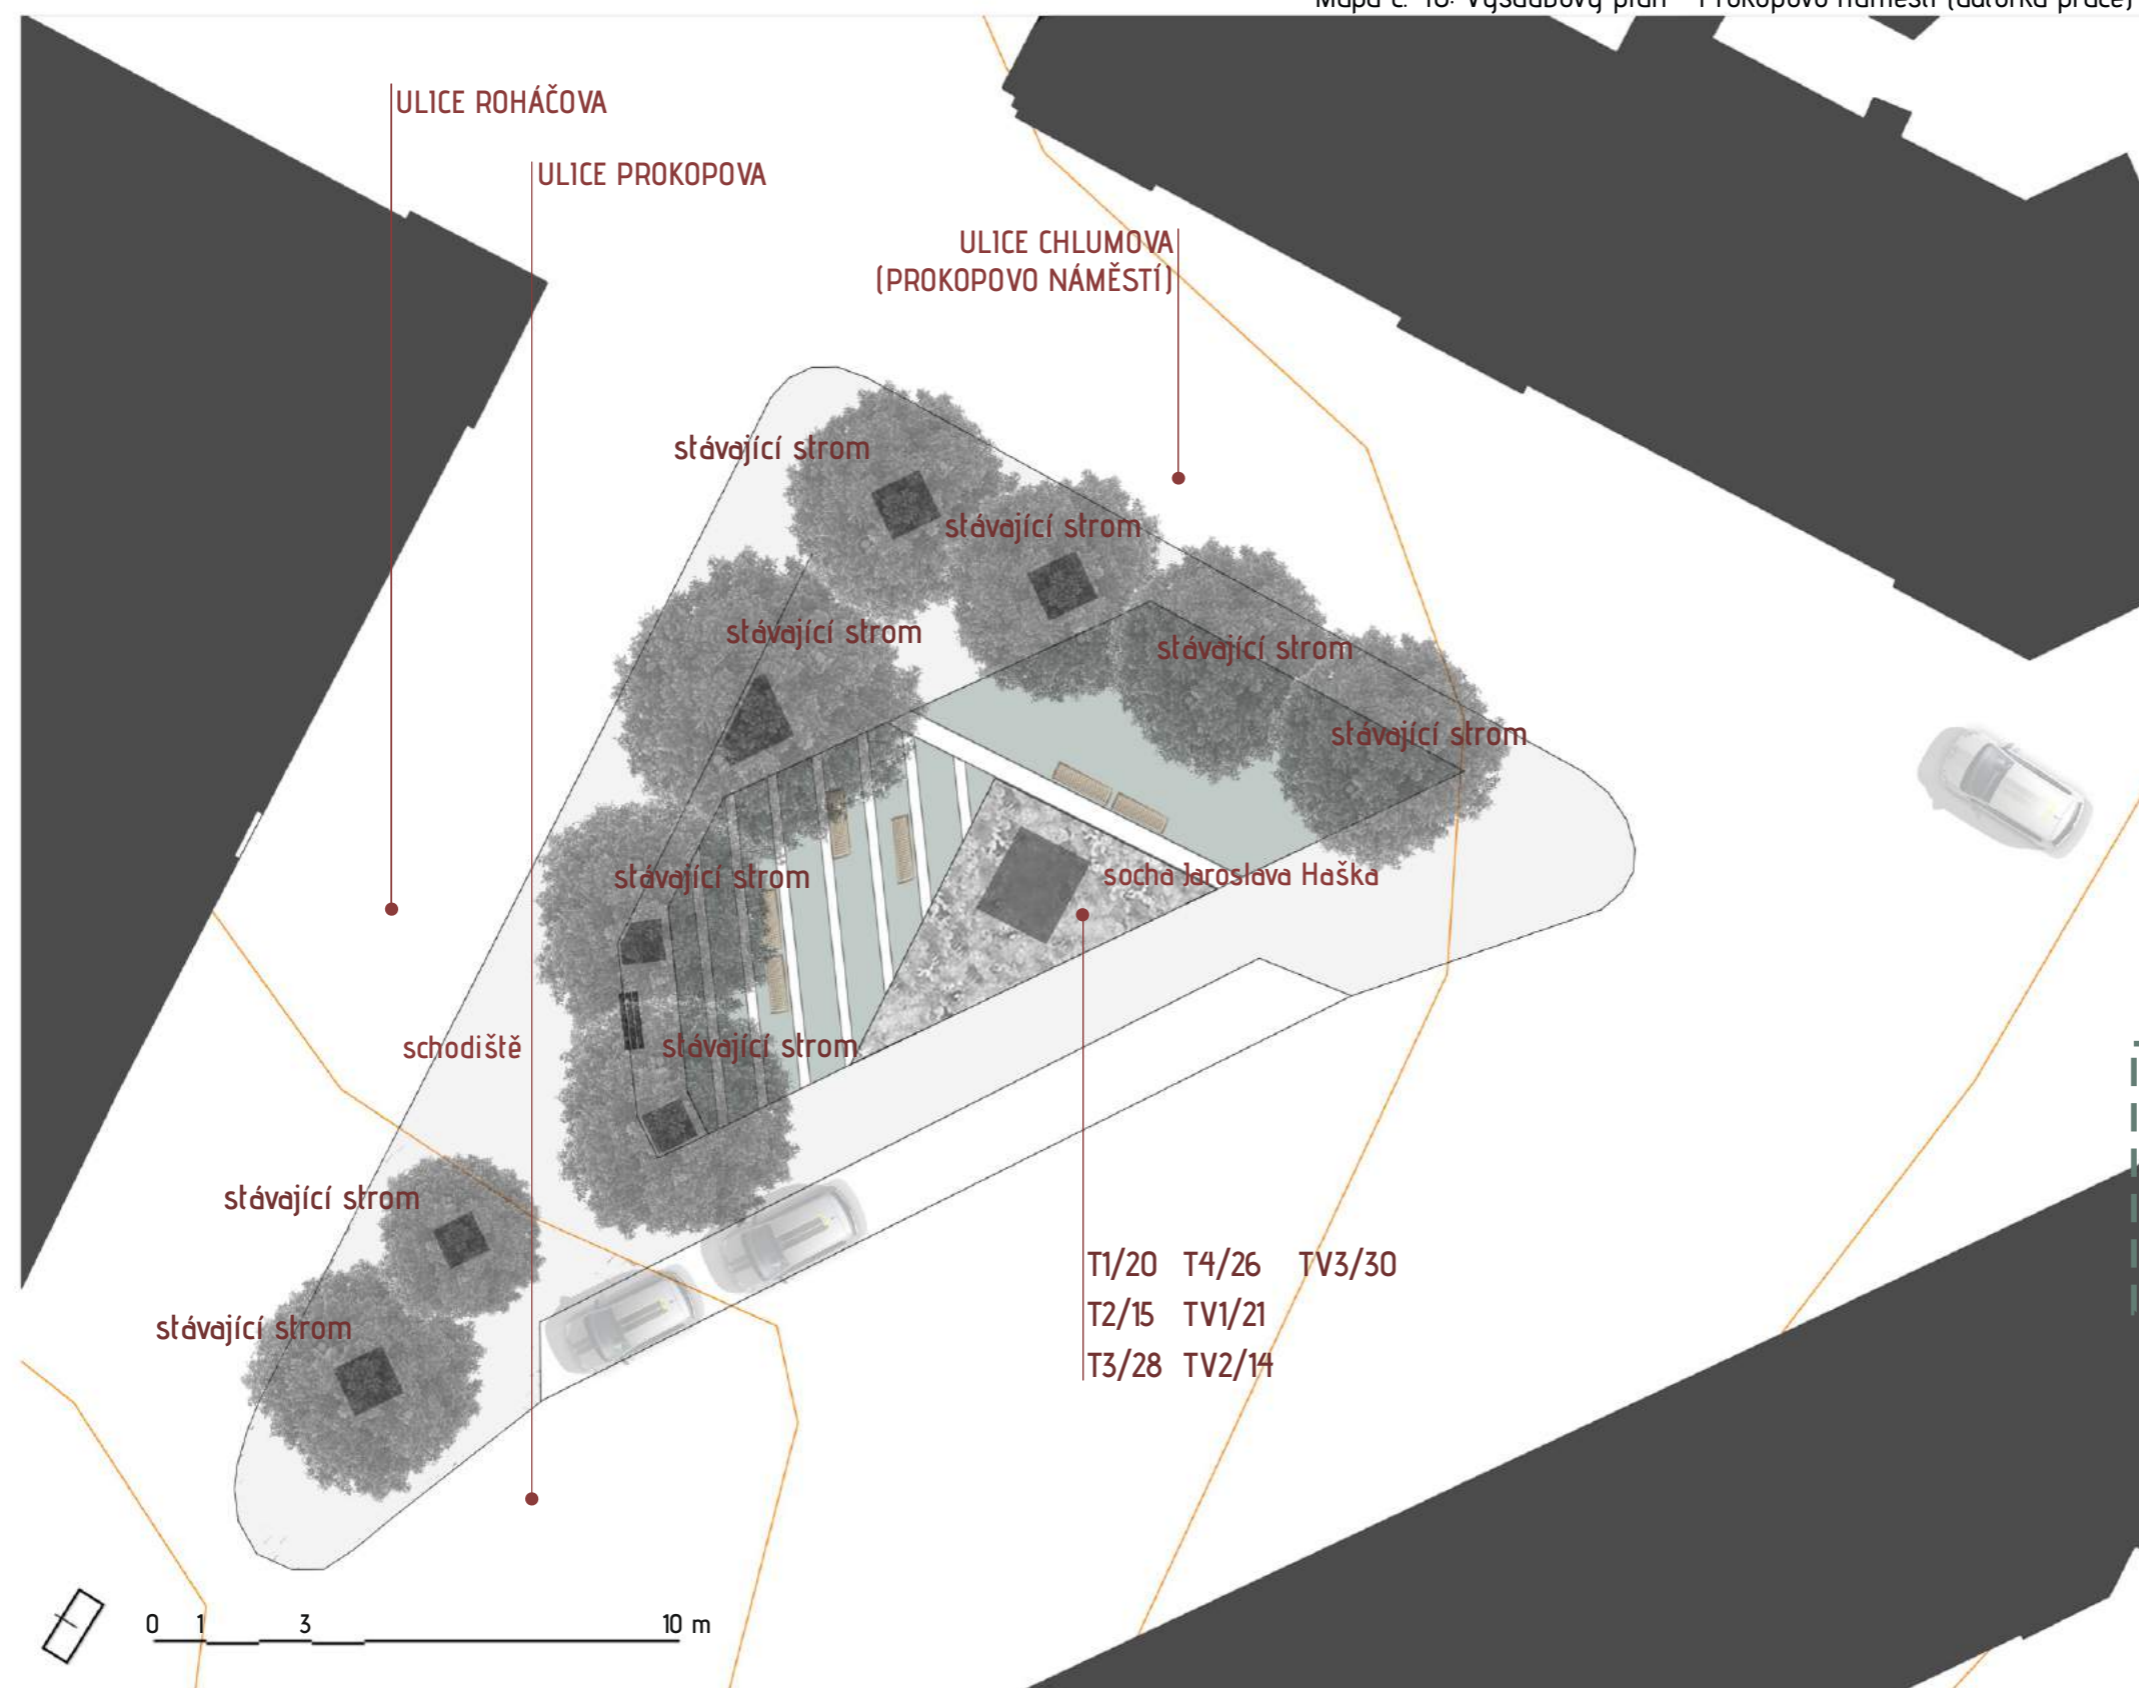 ULICE ROHÁČOVA
ULICE PROKOPOVA
ULICE CHLUMOVA
(PROKOPOVO NÁMĚSTÍ)
stávající strom
stávající strom
stávající strom
stávající strom
stávající strom
stávající strom
socha Jaroslava Haška
schodiště
stávající strom
stávající strom
stávající strom
T1/20 T4/26 TV3/30
T2/15 TV1/21
T3/28 TV2/14
0 1 3 10 m